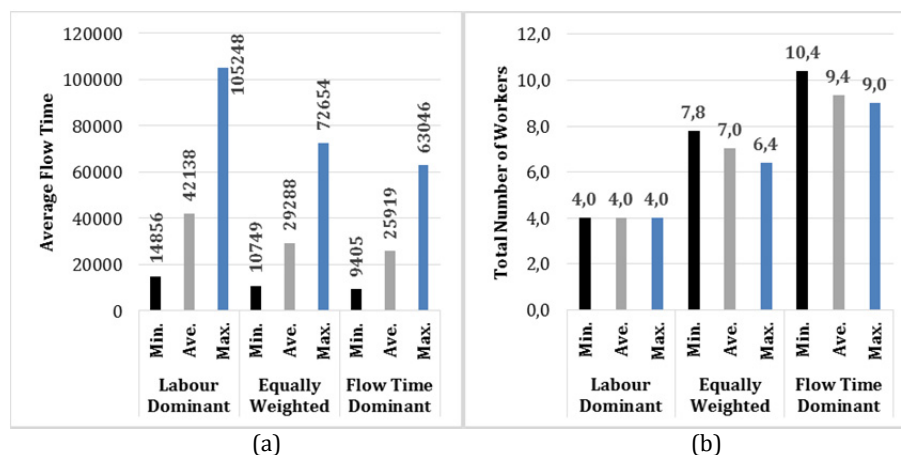 Average Flow Time
120000
100000
80000
60000
40000
20000
0
14856
42138
105248
10749
29288
72654
9405
25919
63046
Min.
Ave.
Max.
Min.
Ave.
Max.
Min.
Ave.
Max.
Labour
Dominant
Equally
Weighted
Flow Time
Dominant
(a)
Total Number of Workers
12,0
10,0
8,0
6,0
4,0
2,0
0,0
4,0
4,0
4,0
7,8
7,0
6,4
10,4
9,4
9,0
Min.
Ave.
Max.
Min.
Ave.
Max.
Min.
Ave.
Max.
Labour
Dominant
Equally
Weighted
Flow Time
Dominant
(b)